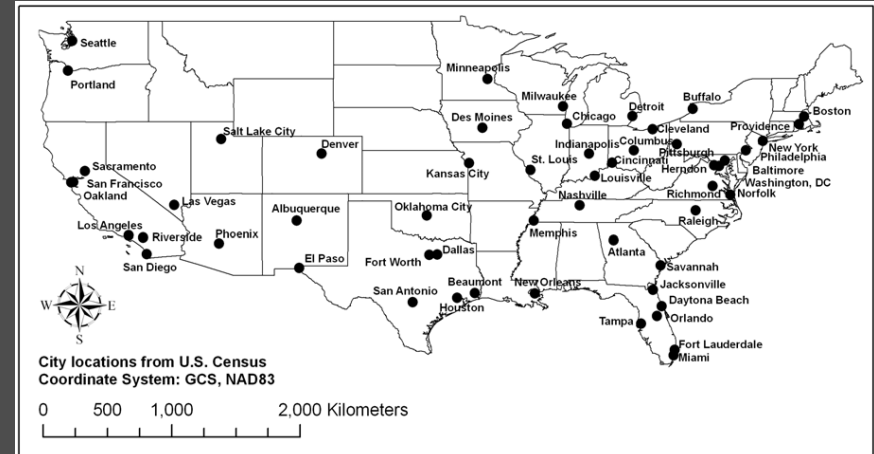 Seattle
Portland
Minneapolis
Milwaukee
Detroit
Buffalo
Boston
Des Moines
Chicago
Cleveland
Providence
Salt Lake City
Denver
Indianapolis
Columbus
Pittsburgh
New York
Philadelphia
Sacramento
San Francisco
Oakland
Kansas City
St. Louis
Cincinnati
Herndon
Baltimore
Washington, DC
Louisville
Las Vegas
Albuquerque
Oklahoma City
Nashville
Richmond
Norfolk
Raleigh
Los Angeles
Riverside
Phoenix
Memphis
San Diego
El Paso
Fort Worth
Dallas
Atlanta
Savannah
San Antonio
Beaumont
Houston
New Orleans
Jacksonville
Daytona Beach
Tampa
Orlando
Fort Lauderdale
Miami
N
W
E
S
City locations from U.S. Census
Coordinate System: GCS, NAD83
0 500 1,000 2,000 Kilometers